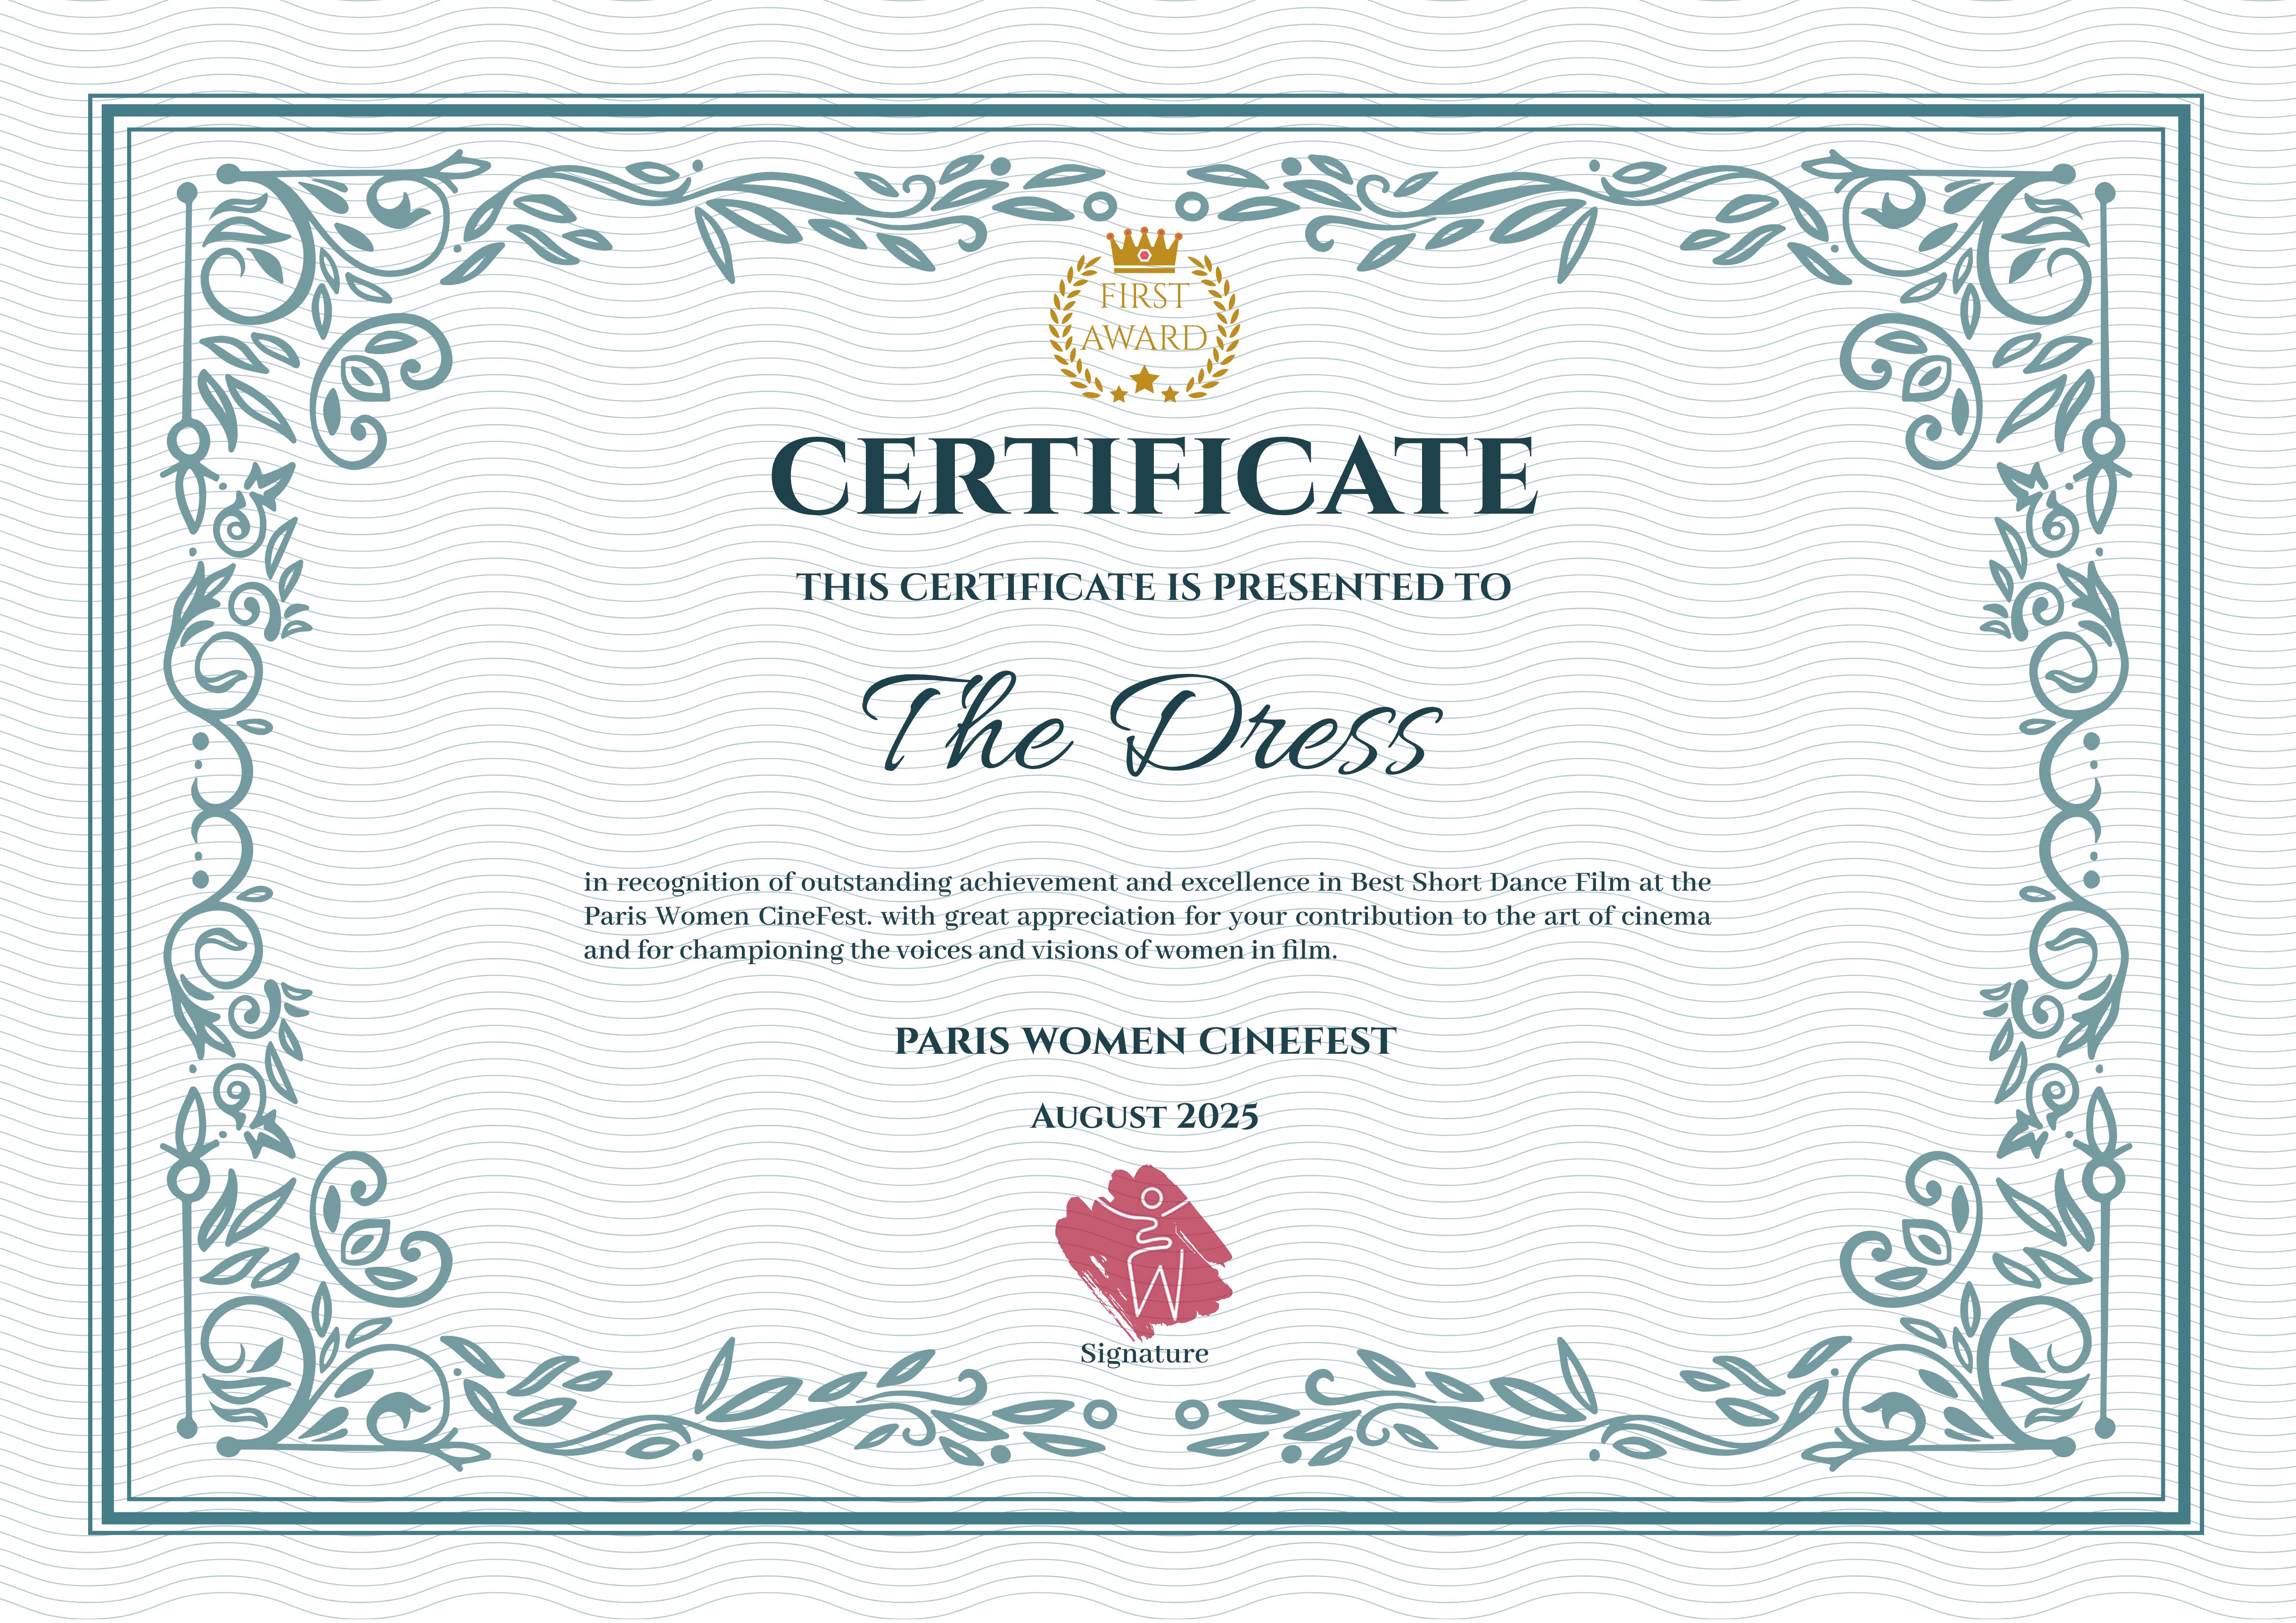 FIRST
AWARD
CERTIFICATE
THIS CERTIFICATE IS PRESENTED TO
The Dress
in recognition of outstanding achievement and excellence in Best Short Dance Film at the
Paris Women CineFest. with great appreciation for your contribution to the art of cinema
and for championing the voices and visions of women in film.
PARIS WOMEN CINEFEST
AUGUST 2025
Signature